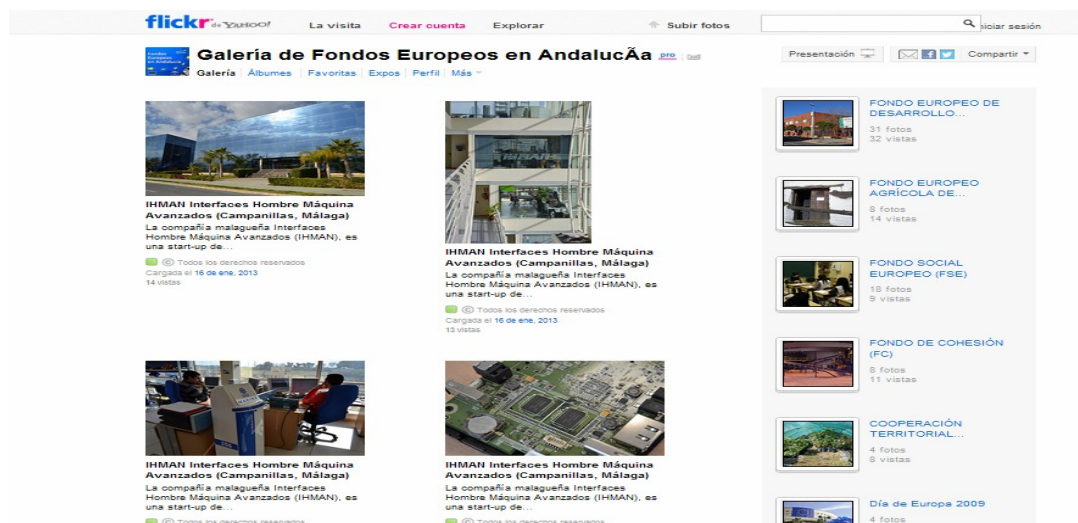 flickr de YAHOO!
La visita
Crear cuenta
Explorar
Subir fotos
Iniciar sesión
Galería de Fondos Europeos en AndalucÃa pro
Galería Álbumes Favoritas Expos Perfil Más
Presentación
Compartir
IHMAN Interfaces Hombre Máquina
Avanzados (Campanillas, Málaga)
La compañía malagueña Interfaces
Hombre Máquina Avanzados (IHMAN), es
una start-up de...
© Todos los derechos reservados
Cargada el 16 de ene, 2013
14 vistas
IHMAN Interfaces Hombre Máquina
Avanzados (Campanillas, Málaga)
La compañía malagueña Interfaces
Hombre Máquina Avanzados (IHMAN), es
una start-up de...
© Todos los derechos reservados
Cargada el 16 de ene, 2013
13 vistas
IHMAN Interfaces Hombre Máquina
Avanzados (Campanillas, Málaga)
La compañía malagueña Interfaces
Hombre Máquina Avanzados (IHMAN), es
una start-up de...
© Todos los derechos reservados
IHMAN Interfaces Hombre Máquina
Avanzados (Campanillas, Málaga)
La compañía malagueña Interfaces
Hombre Máquina Avanzados (IHMAN), es
una start-up de...
© Todos los derechos reservados
FONDO EUROPEO DE
DESARROLLO...
31 fotos
32 vistas
FONDO EUROPEO
AGRÍCOLA DE...
8 fotos
14 vistas
FONDO SOCIAL
EUROPEO (FSE)
18 fotos
9 vistas
FONDO DE COHESIÓN
(FC)
8 fotos
11 vistas
COOPERACIÓN
TERRITORIAL...
4 fotos
8 vistas
Día de Europa 2009
4 fotos